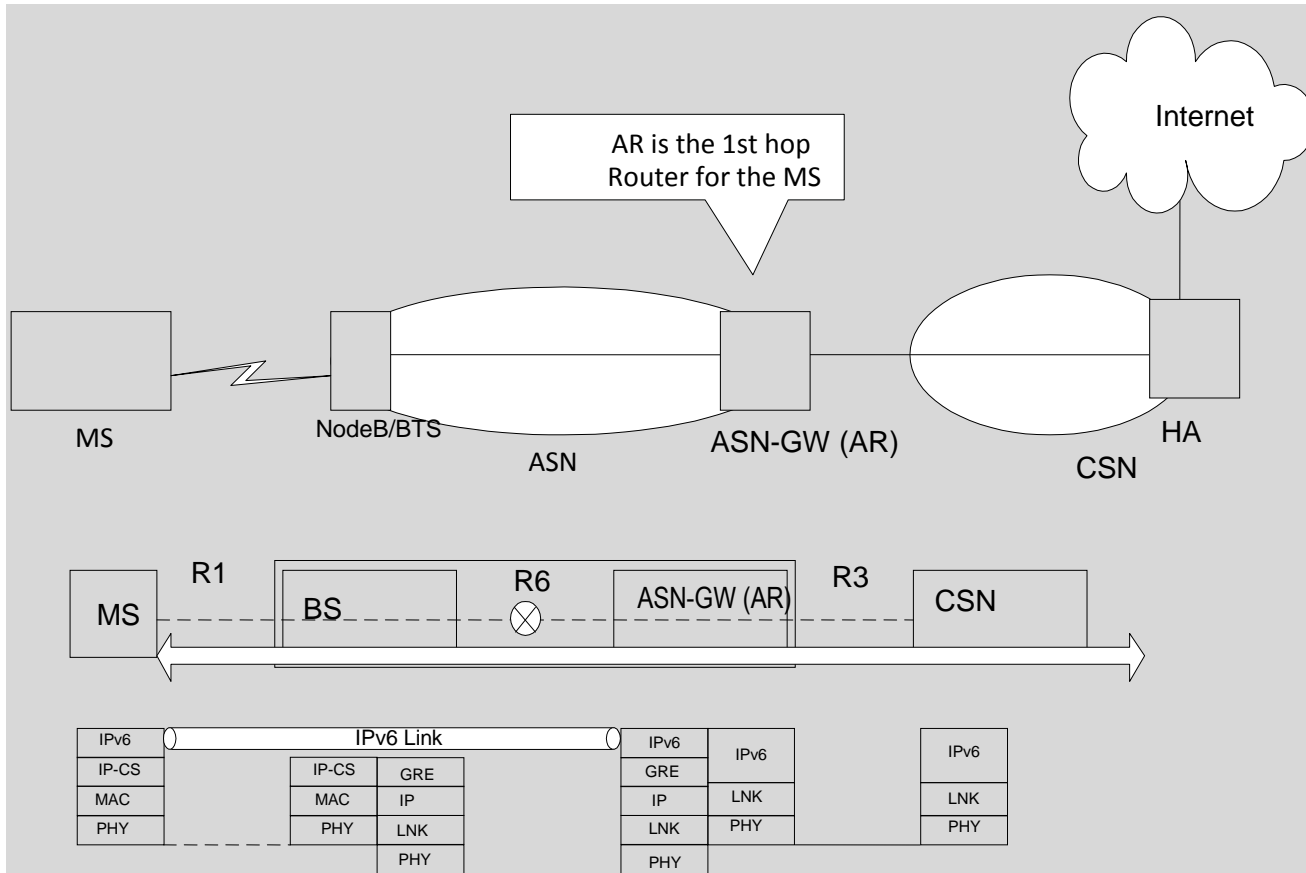 Internet
AR is the 1st hop
Router for the MS
MS
NodeB/BTS
ASN
ASN-GW (AR)
CSN
HA
R1
R6
R3
MS
BS
ASN-GW (AR)
CSN
IPv6 Link
IPv6
IP-CS
MAC
PHY
IP-CS
MAC
PHY
GRE
IP
LNK
PHY
IPv6
GRE
IP
LNK
PHY
IPv6
LNK
PHY
IPv6
LNK
PHY